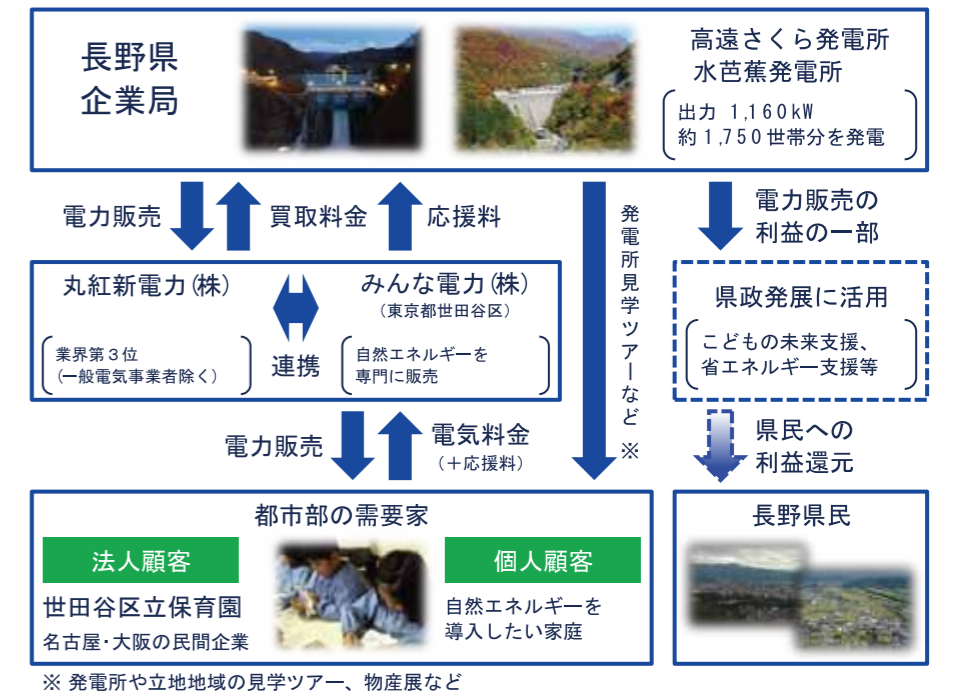 長野県
企業局
高遠さくら発電所
水芭蕉発電所
出力 1,160kW
約1,750世帯分を発電
電力販売
買取料金
応援料
発電所見学ツアーなど ※
電力販売の
利益の一部
丸紅新電力(株)
業界第3位
(一般電気事業者除く)
連携
みんな電力(株)
(東京都世田谷区)
自然エネルギーを
専門に販売
県政発展に活用
こどもの未来支援、
省エネルギー支援等
電力販売
電気料金
(+応援料)
県民への
利益還元
都市部の需要家
法人顧客
世田谷区立保育園
名古屋・大阪の民間企業
個人顧客
自然エネルギーを
導入したい家庭
長野県民
※ 発電所や立地地域の見学ツアー、物産展など